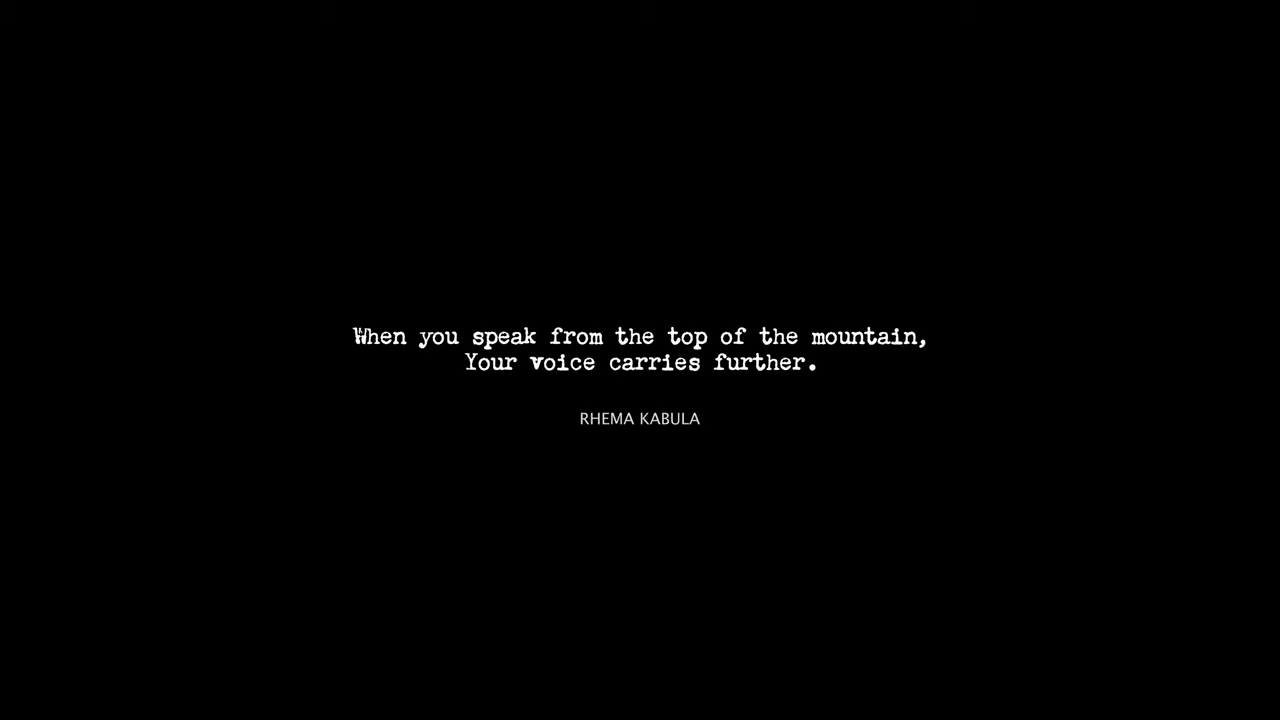 When you speak from the top of the mountain,
Your voice carries further.
RHEMA KABULA